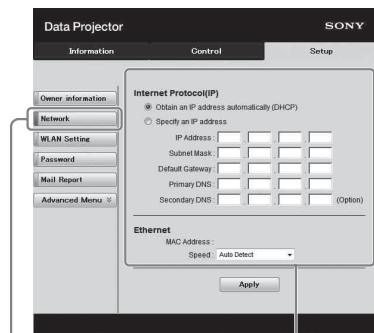 Data Projector
SONY
Information
Control
Setup
Owner information
Network
WLAN Setting
Password
Mail Report
Advanced Menu
Internet Protocol(IP)
Obtain an IP address automatically (DHCP)
Specify an IP address
IP Address :
Subnet Mask :
Default Gateway :
Primary DNS :
Secondary DNS : (Option)
Ethernet
MAC Address :
Speed : Auto Detect
Apply